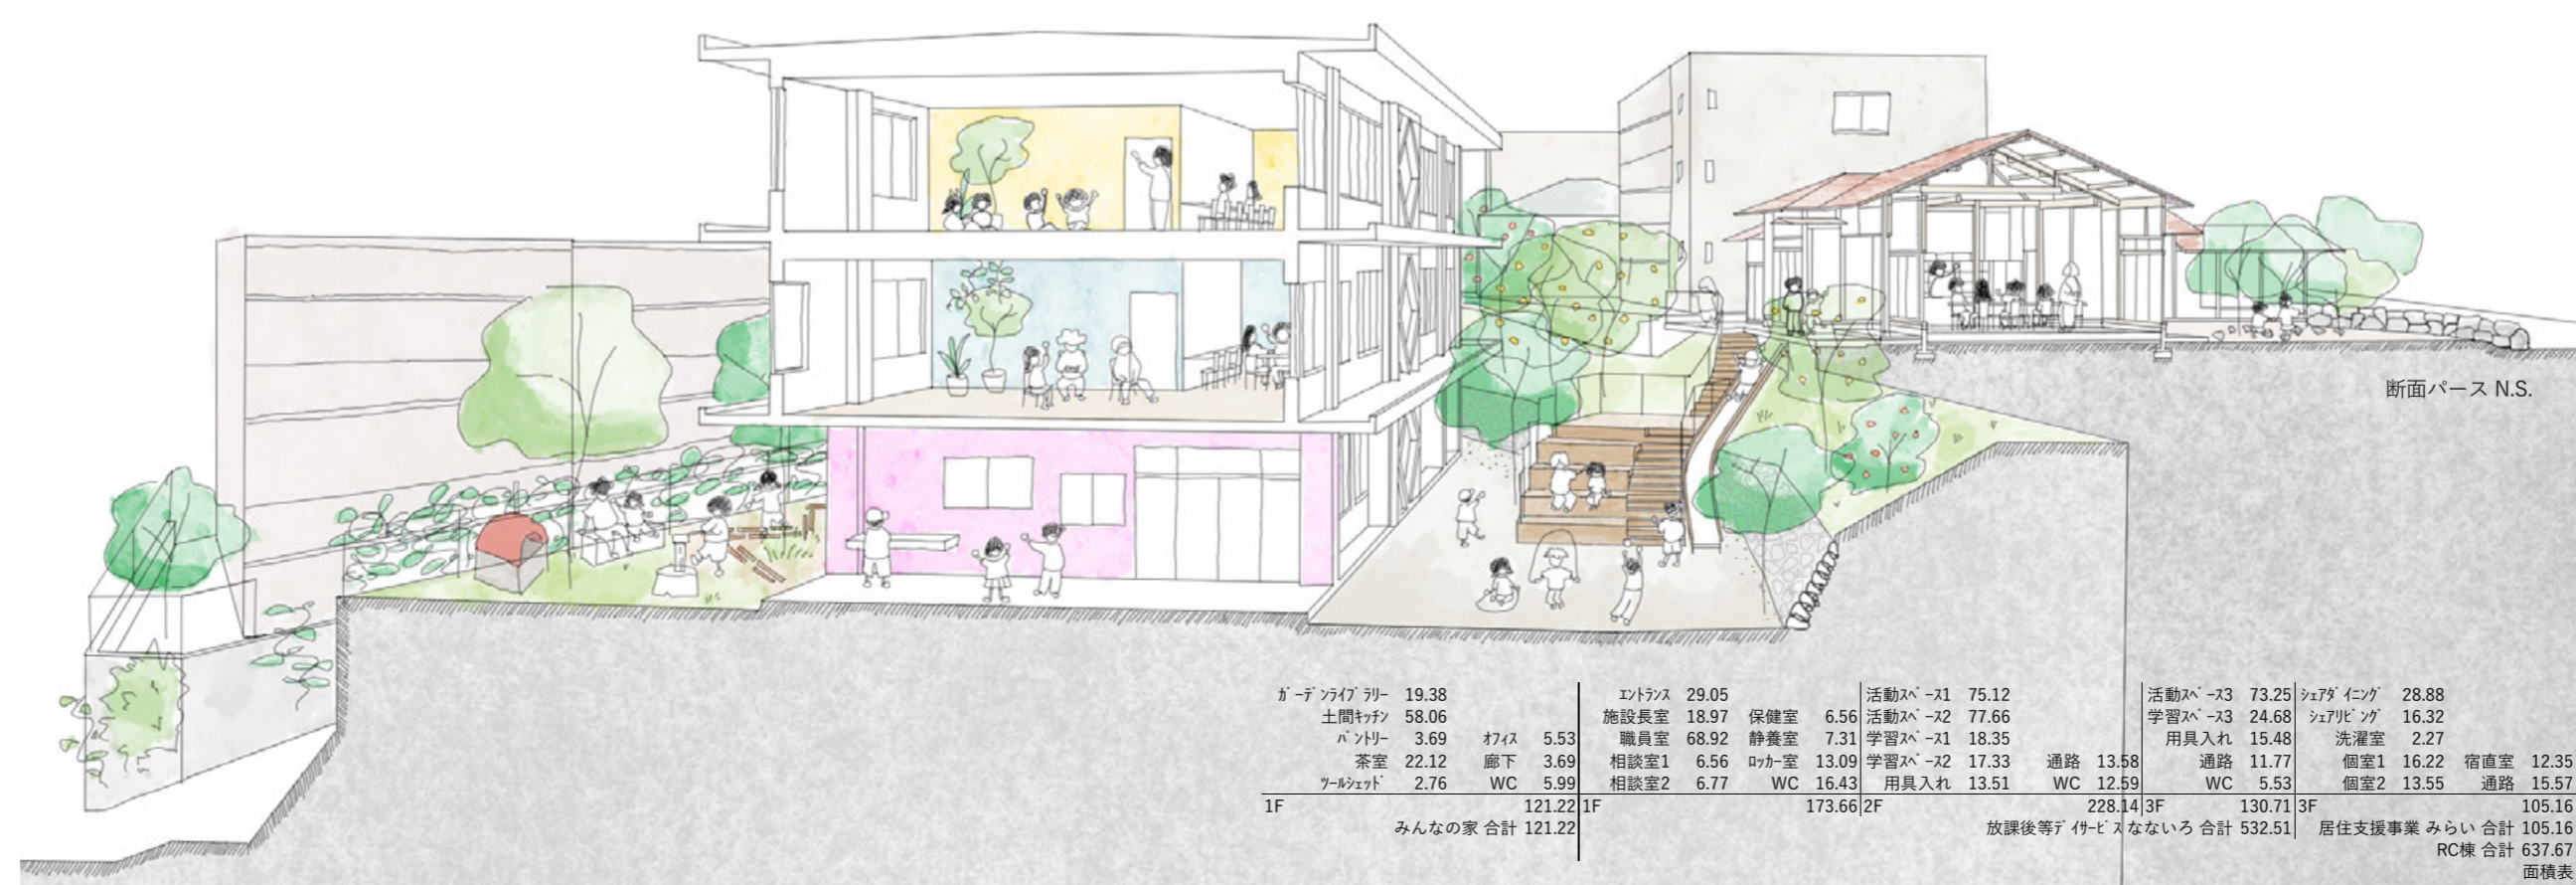 断面パース N.S.
ガーデンライブラリー 19.38 エントランス 29.05 活動スペース1 75.12 活動スペース3 73.25 シェアダイニング 28.88
土間キッチン 58.06 施設長室 18.97 保健室 6.56 活動スペース2 77.66 学習スペース3 24.68 シェアリビング 16.32
パントリー 3.69 オフィス 5.53 職員室 68.92 静養室 7.31 学習スペース1 18.35 用具入れ 15.48 洗濯室 2.27
茶室 22.12 廊下 3.69 相談室1 6.56 ロッカー室 13.09 学習スペース2 17.33 通路 13.58 通路 11.77 個室1 16.22 宿直室 12.35
ツールシェッド 2.76 WC 5.99 相談室2 6.77 WC 16.43 用具入れ 13.51 WC 12.59 WC 5.53 個室2 13.55 通路 15.57
1F 121.22 1F 173.66 2F 228.14 3F 130.71 3F 105.16
みんなの家 合計 121.22 放課後等デイサービス なないろ 合計 532.51 居住支援事業 みらい 合計 105.16
RC棟 合計 637.67
面積表